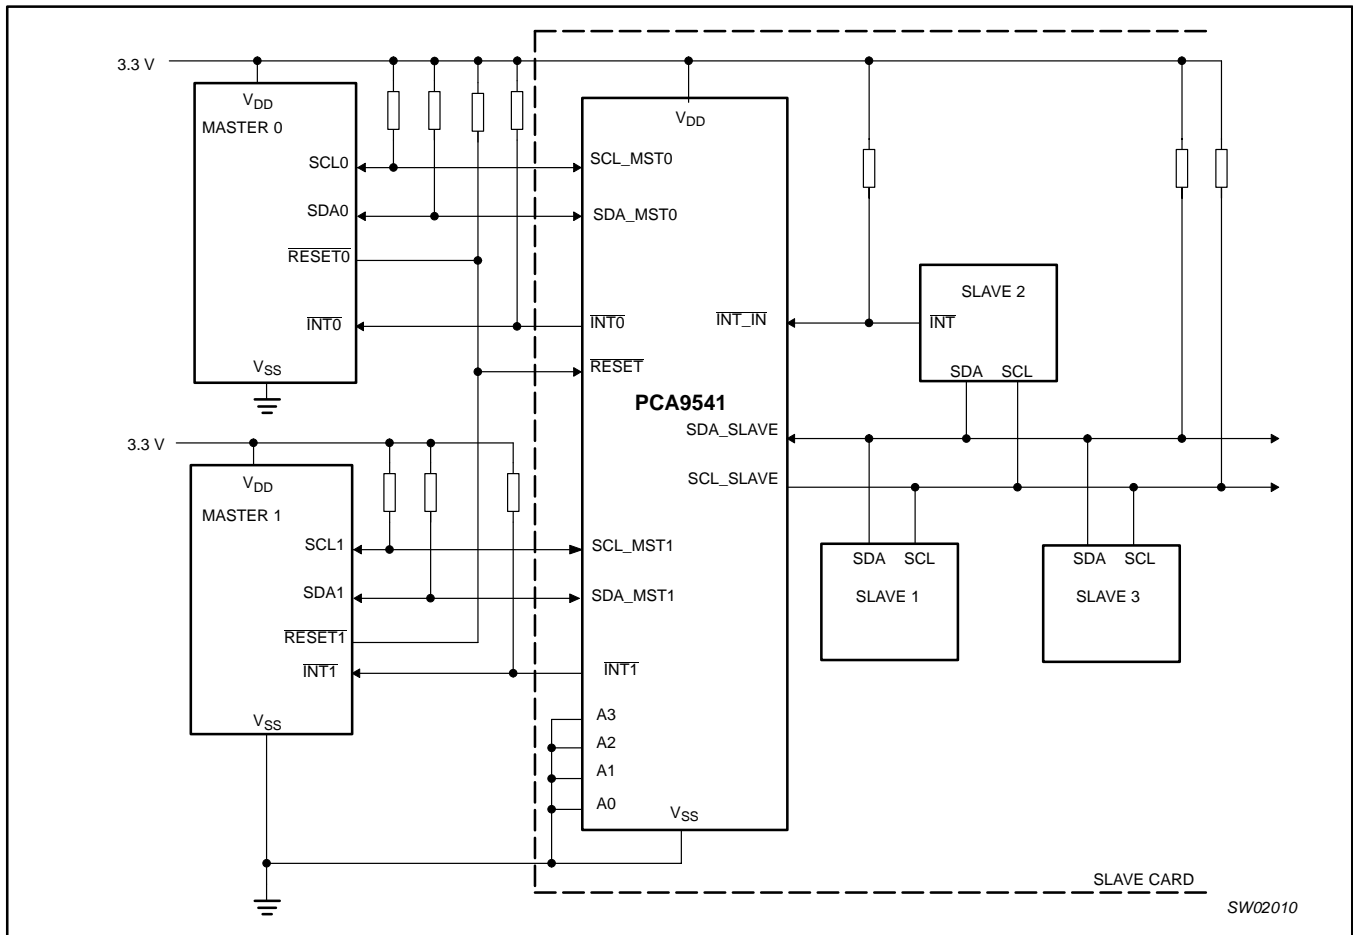 3.3 V
VDD
MASTER 0
SCL0
SDA0
RESET0
INT0
VSS
3.3 V
VDD
MASTER 1
SCL1
SDA1
RESET1
INT1
VSS
VDD
SCL_MST0
SDA_MST0
INT0
RESET
INT_IN
PCA9541
SDA_SLAVE
SCL_SLAVE
SCL_MST1
SDA_MST1
INT1
A3
A2
A1
A0
VSS
SLAVE 2
INT
SDA SCL
SDA SCL
SLAVE 1
SDA SCL
SLAVE 3
SLAVE CARD
SW02010